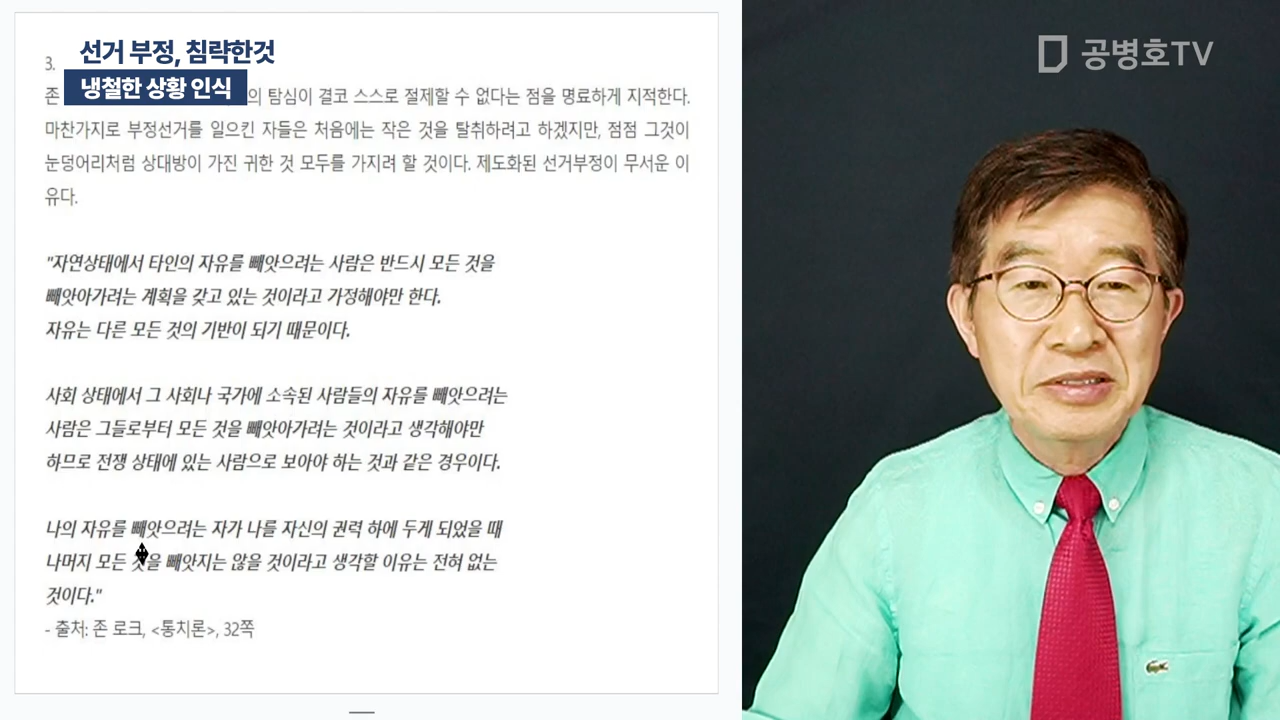 선거 부정, 침략한것
냉철한 상황 인식
공병호TV
3.
존 의 탐심이 결코 스스로 절제할 수 없다는 점을 명료하게 지적한다.
마찬가지로 부정선거를 일으킨 자들은 처음에는 작은 것을 탈취하려고 하겠지만, 점점 그것이
눈덩어리처럼 상대방이 가진 귀한 것 모두를 가지려 할 것이다. 제도화된 선거부정이 무서운 이
유다.
"자연상태에서 타인의 자유를 빼앗으려는 사람은 반드시 모든 것을
빼앗아가려는 계획을 갖고 있는 것이라고 가정해야만 한다.
자유는 다른 모든 것의 기반이 되기 때문이다.
사회 상태에서 그 사회나 국가에 소속된 사람들의 자유를 빼앗으려는
사람은 그들로부터 모든 것을 빼앗아가려는 것이라고 생각해야만
하므로 전쟁 상태에 있는 사람으로 보아야 하는 것과 같은 경우이다.
나의 자유를 빼앗으려는 자가 나를 자신의 권력 하에 두게 되었을 때
나머지 모든 것을 빼앗지는 않을 것이라고 생각할 이유는 전혀 없는
것이다."
- 출처: 존 로크, <통치론>, 32쪽